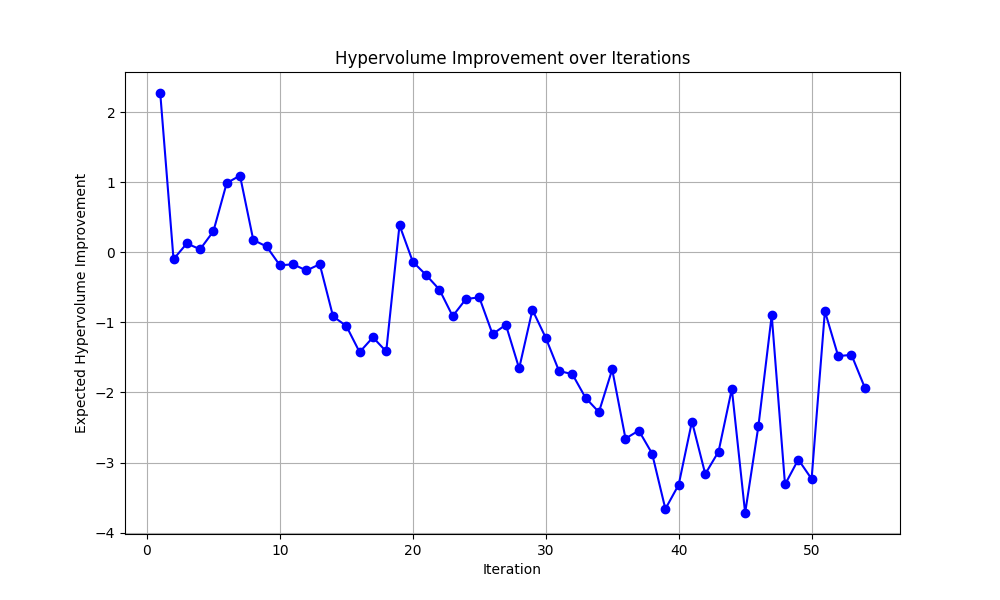 Hypervolume Improvement over Iterations
Expected Hypervolume Improvement
2
1
0
−1
−2
−3
−4
0 10 20 30 40 50
Iteration